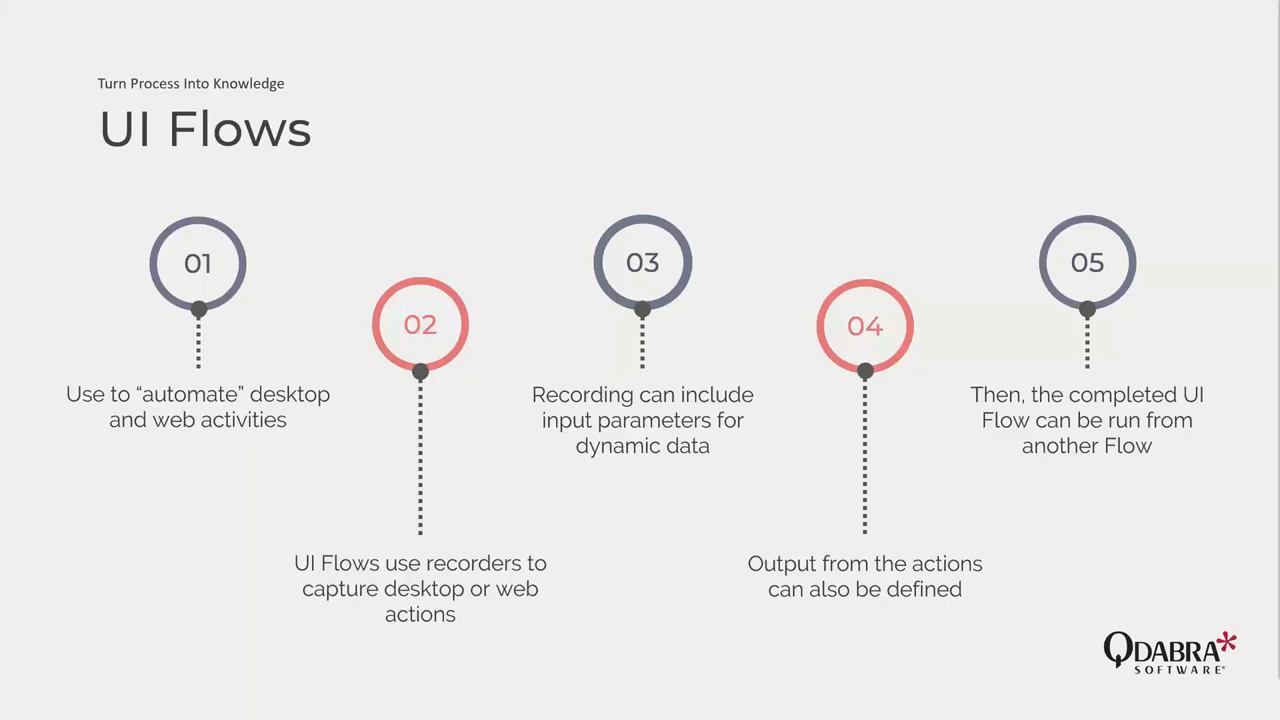 Turn Process Into Knowledge
UI Flows
01
Use to “automate” desktop
and web activities
02
UI Flows use recorders to
capture desktop or web
actions
03
Recording can include
input parameters for
dynamic data
04
Output from the actions
can also be defined
05
Then, the completed UI
Flow can be run from
another Flow
QDABRA*
SOFTWARE®